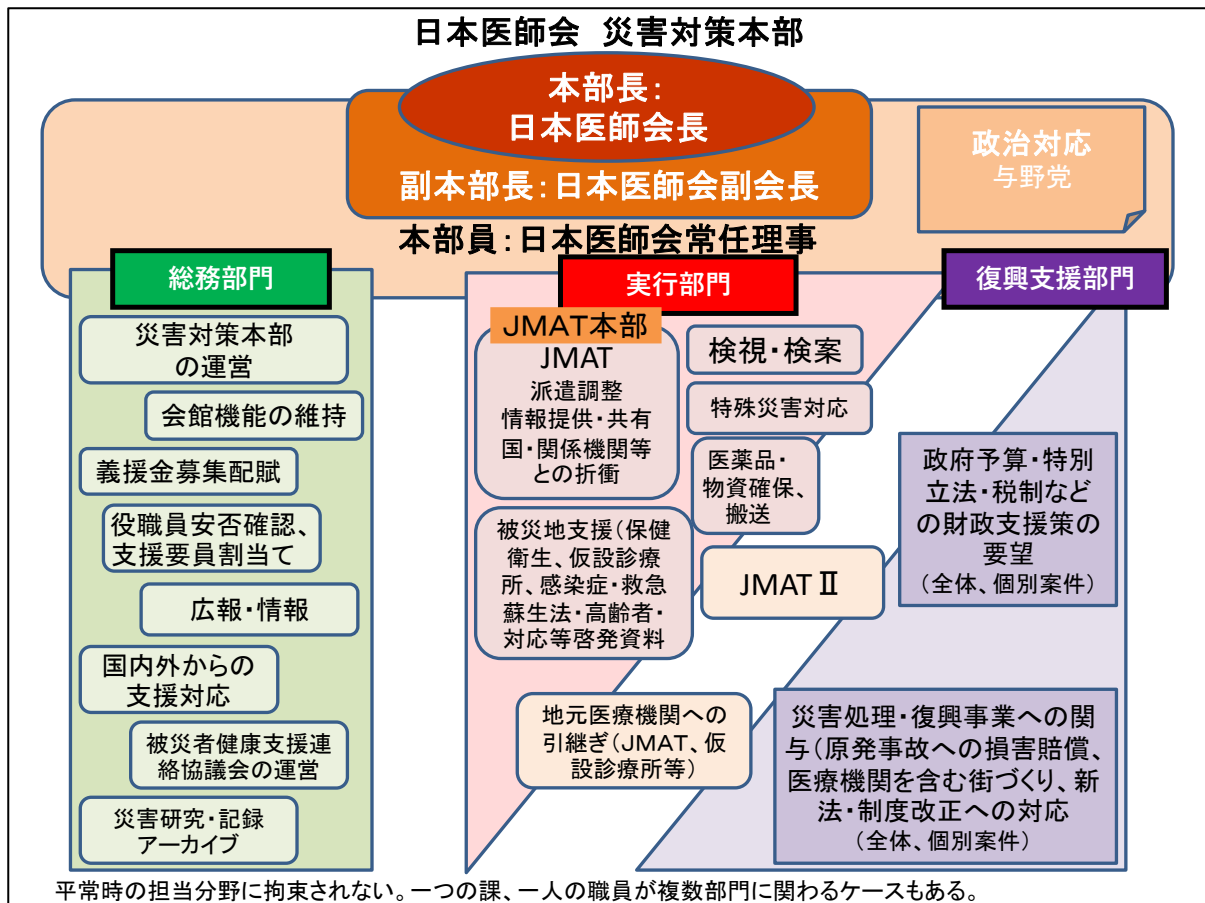 日本医師会 災害対策本部
本部長：
日本医師会長
副本部長：日本医師会副会長
本部員：日本医師会常任理事
政治対応
与野党
総務部門
災害対策本部
の運営
会館機能の維持
義援金募集配賦
役職員安否確認、
支援要員割当て
広報・情報
国内外からの
支援対応
被災者健康支援連
絡協議会の運営
災害研究・記録
アーカイブ
実行部門
ＪＭＡＴ本部
JMAT
派遣調整
情報提供・共有
国・関係機関等
との折衝
被災地支援（保健
衛生、仮設診療
所、感染症・救急
蘇生法・高齢者・
対応等啓発資料
検視・検案
特殊災害対応
医薬品・
物資確保、
搬送
JMATⅡ
地元医療機関への
引継ぎ（ＪＭＡＴ、仮
設診療所等）
復興支援部門
政府予算・特別
立法・税制など
の財政支援策の
要望
（全体、個別案件）
災害処理・復興事業への関
与（原発事故への損害賠償、
医療機関を含む街づくり、新
法・制度改正への対応
（全体、個別案件）
平常時の担当分野に拘束されない。一つの課、一人の職員が複数部門に関わるケースもある。